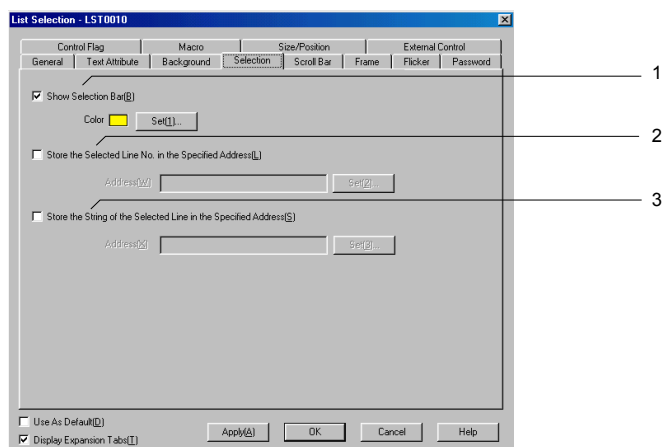 List Selection - LST0010
Control Flag Macro Size/Position External Control
General Text Attribute Background Selection Scroll Bar Frame Flicker Password
1
Show Selection Bar(B)
Color Set(1)...
2
Store the Selected Line No. in the Specified Address(L)
Address(W) Set(2)...
3
Store the String of the Selected Line in the Specified Address(S)
Address(X) Set(3)...
Use As Default(D)
Display Expansion Tabs(T)
Apply(A) OK Cancel Help